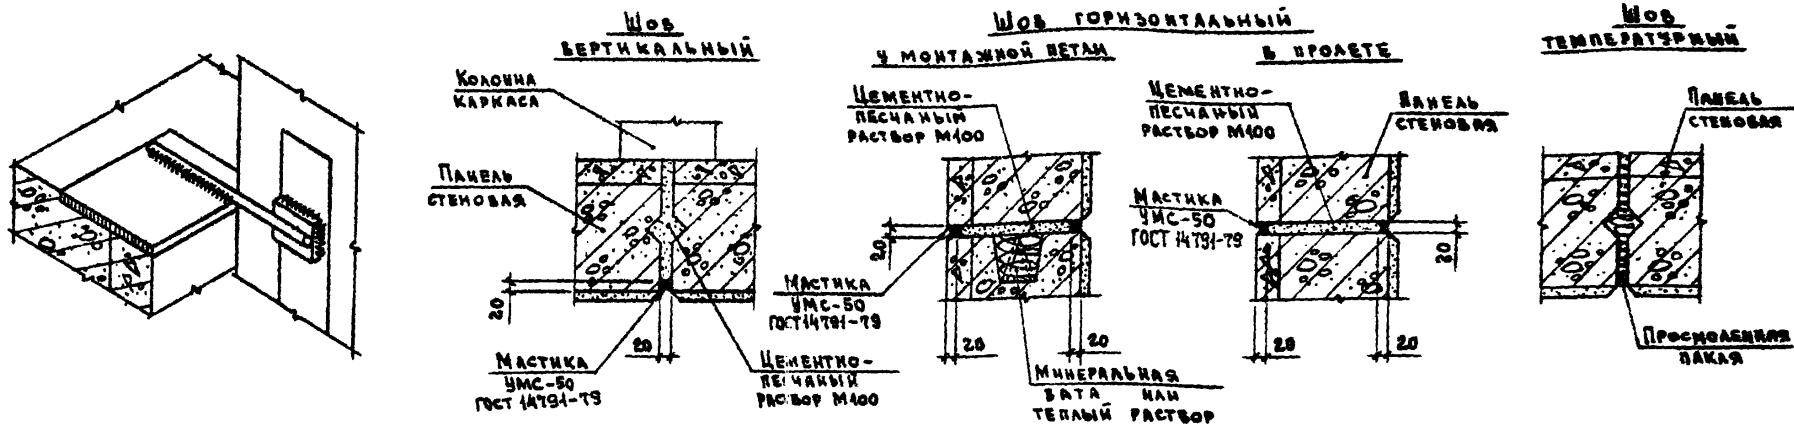 Шов
вертикальный
Колонна
каркаса
Панель
стеновая
20
20
Мастика
УМС-50
ГОСТ 14791-79
Цементно-
песчаный
раствор М100
Шов горизонтальный
у монтажной петли
Цементно-
песчаный
раствор М100
20
Мастика
УМС-50
ГОСТ 14791-79
20
20
Минеральная
вата или
теплый раствор
в пролете
Цементно-
песчаный
раствор М100
Панель
стеновая
Мастика
УМС-50
ГОСТ 14791-79
20
20
20
Шов
температурный
Панель
стеновая
Просмоленная
пакля